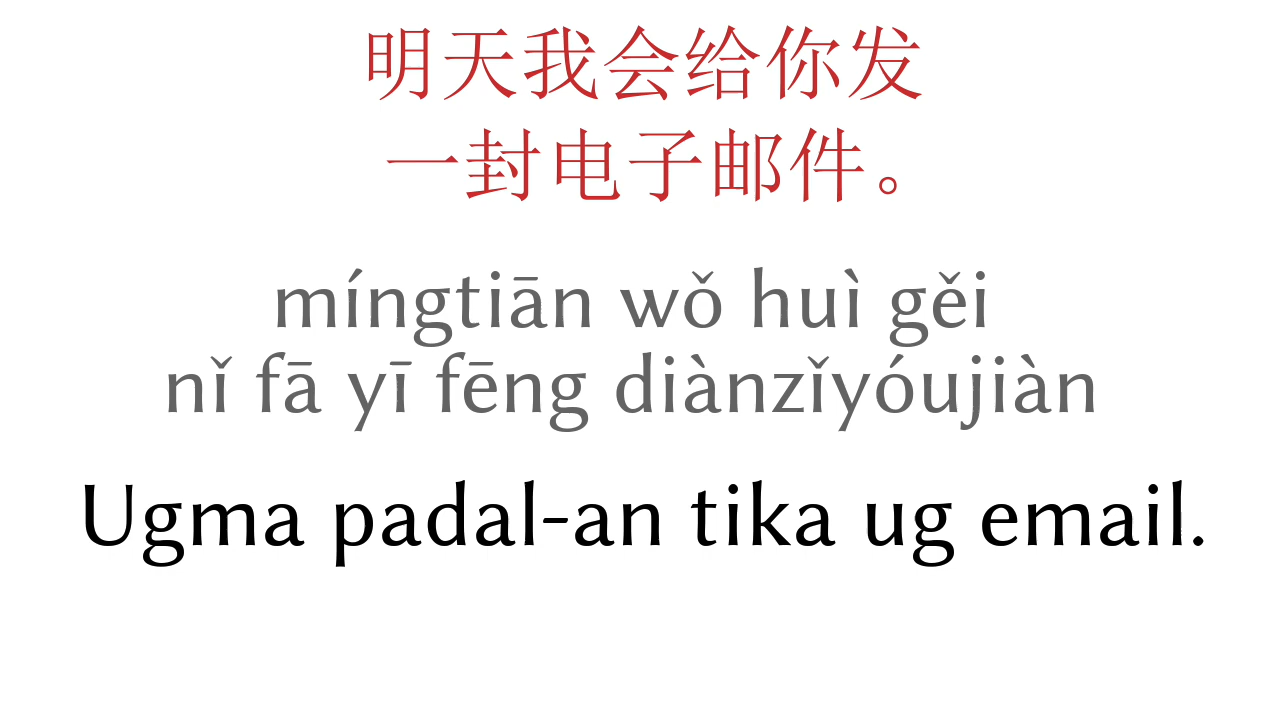 明天我会给你发
一封电子邮件。
míngtiān wǒ huì gěi
nǐ fā yī fēng diànzǐyóujiàn
Ugma padal-an tika ug email.